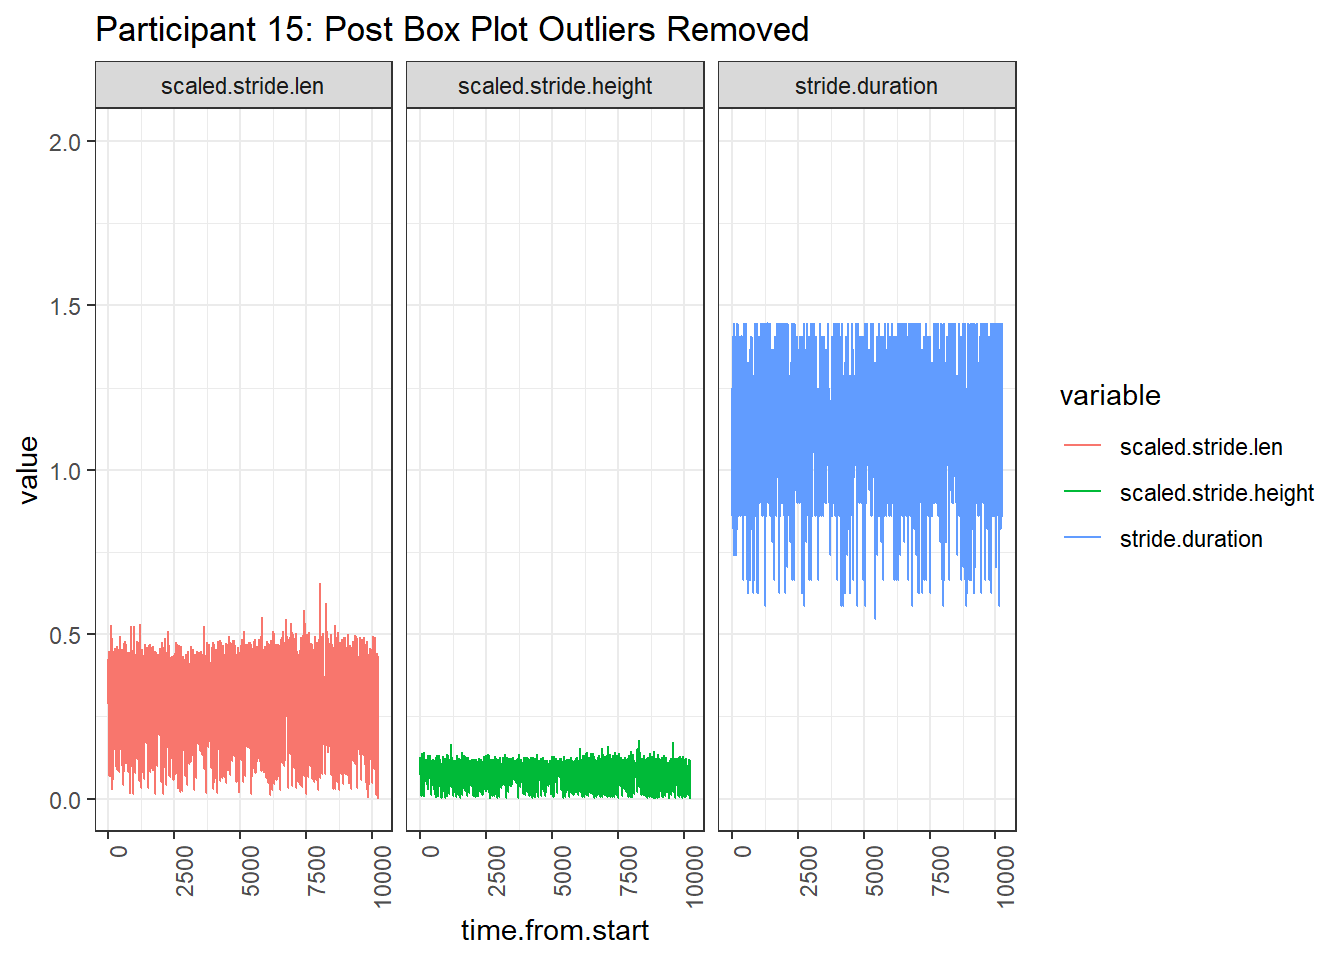 Participant 15: Post Box Plot Outliers Removed
scaled.stride.len scaled.stride.height stride.duration
2.0
1.5
1.0
0.5
0.0
value
0 2500 5000 7500 10000 0 2500 5000 7500 10000 0 2500 5000 7500 10000
time.from.start
variable
scaled.stride.len
scaled.stride.height
stride.duration